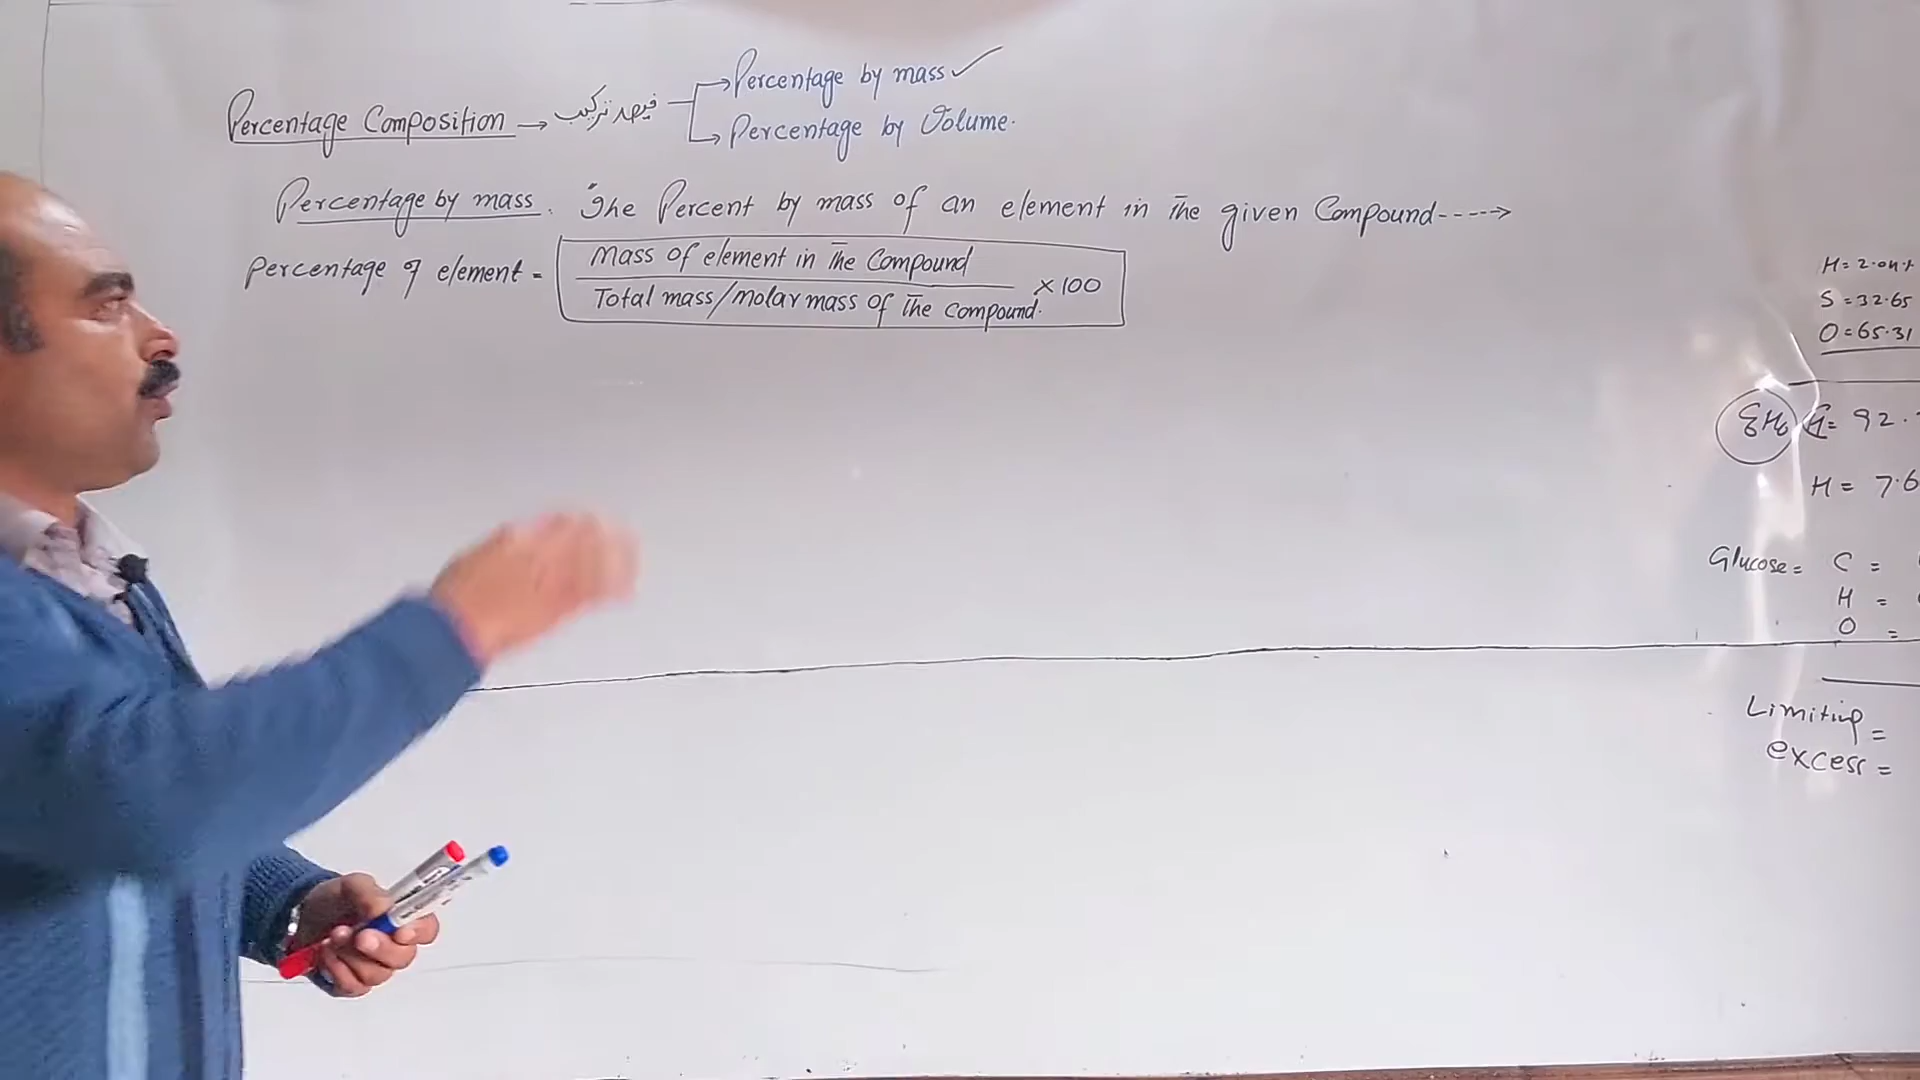 Percentage Composition → فیصد ترکیب
→ Percentage by mass ✓
→ Percentage by Volume.
Percentage by mass. The Percent by mass of an element in The given Compound---->
Percentage of element = Mass of element in The Compound
Total mass/molar mass of The compound. × 100
H = 2.04%
S = 32.65
O = 65.31
C6H6 C = 92.
H = 7.6
Glucose = C =
H =
O =
Limiting =
excess =